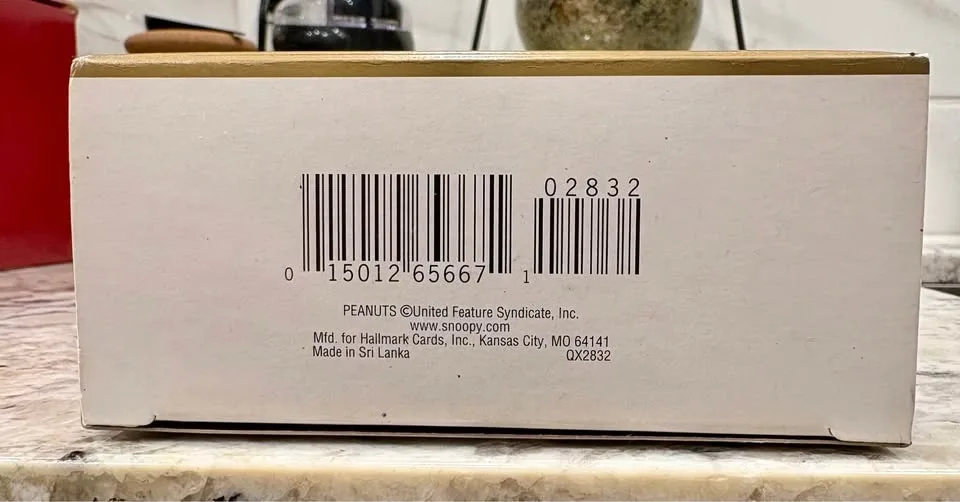 02832
0 15012 65667 1
PEANUTS ©United Feature Syndicate, Inc.
www.snoopy.com
Mfd. for Hallmark Cards, Inc., Kansas City, MO 64141
Made in Sri Lanka QX2832